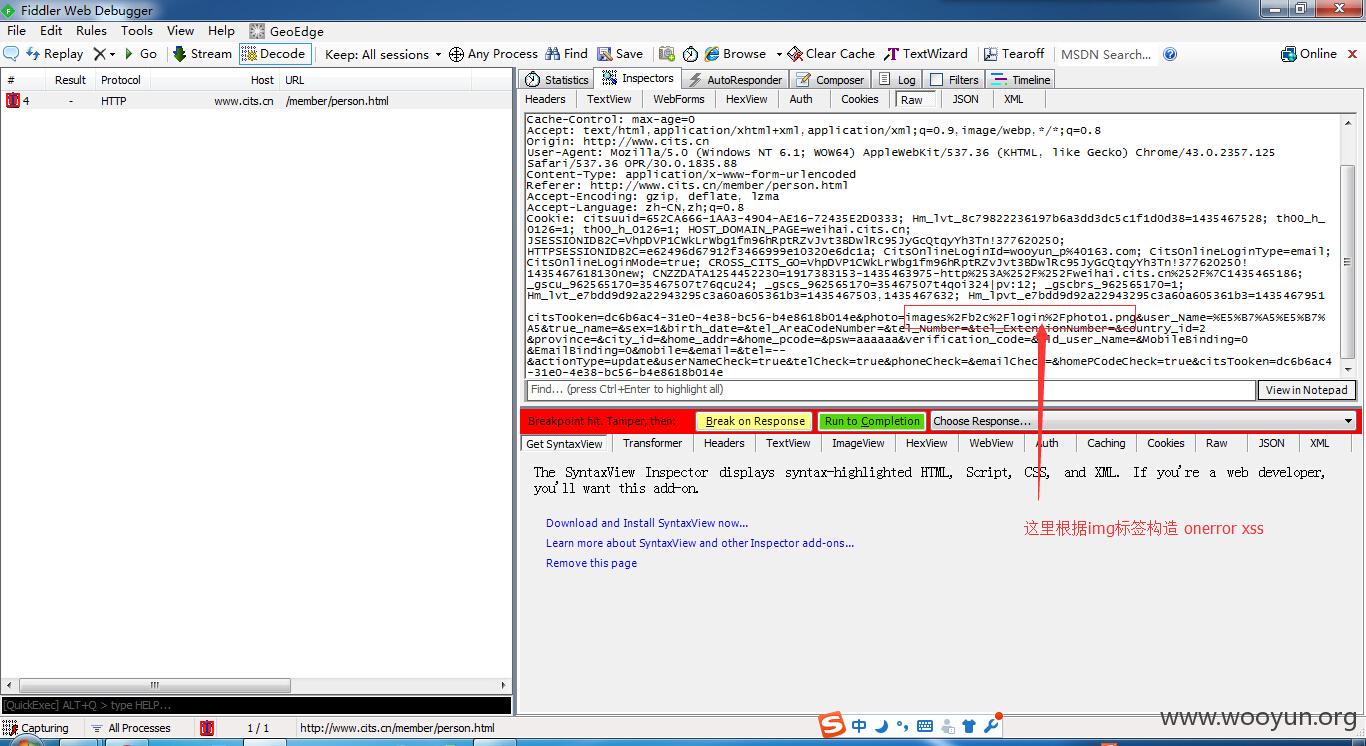 Fiddler Web Debugger
File Edit Rules Tools View Help GeoEdge
Replay Go Stream Decode Keep: All sessions Any Process Find Save Browse Clear Cache TextWizard Tearoff MSDN Search... Online
# Result Protocol Host URL
4 - HTTP www.cits.cn /member/person.html
Statistics Inspectors AutoResponder Composer Log Filters Timeline
Headers TextView WebForms HexView Auth Cookies Raw JSON XML
Cache-Control: max-age=0
Accept: text/html,application/xhtml+xml,application/xml;q=0.9,image/webp,*/*;q=0.8
Origin: http://www.cits.cn
User-Agent: Mozilla/5.0 (Windows NT 6.1; WOW64) AppleWebKit/537.36 (KHTML, like Gecko) Chrome/43.0.2357.125
Safari/537.36 OPR/30.0.1835.88
Content-Type: application/x-www-form-urlencoded
Referer: http://www.cits.cn/member/person.html
Accept-Encoding: gzip, deflate, lzma
Accept-Language: zh-CN,zh;q=0.8
Cookie: citsuuid=652CA666-1AA3-4904-AE16-72435E2D0333; Hm_lvt_8c79822236197b6a3dd3dc5c1f1d0d38=1435467528; th00_h_
0126=1; th00_h_0126=1; HOST_DOMAIN_PAGE=weihai.cits.cn;
JSESSIONIDB2C=VhpDVP1CWkLrWbg1fm96hRptRZvJvt3BDwlRc95JyGcQtqyYh3Tn!377620250;
HTTPSESSIONIDB2C=e62496d67912f3466999e10320e6dc1a; CitsOnlineLoginId=wooyun_p%40163.com; CitsOnlineLoginType=email;
CitsOnlineLoginMode=true; CROSS_CITS_GO=VhpDVP1CWkLrWbg1fm96hRptRZvJvt3BDwlRc95JyGcQtqyYh3Tn!377620250!
1435467618130new; CNZZDATA1254452230=1917383153-1435463975-http%253A%252F%252Fweihai.cits.cn%252F%7C1435465186;
_gscu_962565170=35467507t76qcu24; _gscs_962565170=35467507t4qoi324|pv:12; _gscbrs_962565170=1;
Hm_lvt_e7bdd9d92a22943295c3a60a605361b3=1435467503,1435467632; Hm_lpvt_e7bdd9d92a22943295c3a60a605361b3=1435467951
citsTooken=dc6b6ac4-31e0-4e38-bc56-b4e8618b014e&photo=images%2Fb2c%2Flogin%2Fphoto1.png&user_Name=%E5%B7%A5%E5%B7%
A5&true_name=&sex=1&birth_date=&tel_AreaCodeNumber=&tel_Number=&tel_ExtensionNumber=&country_id=2
&province=&city_id=&home_addr=&home_pcode=&psw=aaaaaa&verification_code=&old_user_Name=&MobileBinding=0
&EmailBinding=0&mobile=&email=&tel=--
&actionType=update&userNameCheck=true&telCheck=true&phoneCheck=&emailCheck=&homePCodeCheck=true&citsTooken=dc6b6ac4
-31e0-4e38-bc56-b4e8618b014e
Find... (press Ctrl+Enter to highlight all) View in Notepad
Breakpoint hit. Tamper, then: Break on Response Run to Completion Choose Response...
Get SyntaxView Transformer Headers TextView ImageView HexView WebView Auth Caching Cookies Raw JSON XML
The SyntaxView Inspector displays syntax-highlighted HTML, Script, CSS, and XML. If you're a web developer,
you'll want this add-on.
Download and Install SyntaxView now...
这里根据img标签构造 onerror xss
Learn more about SyntaxView and other Inspector add-ons...
Remove this page
[QuickExec] ALT+Q > type HELP...
Capturing All Processes 1 / 1 http://www.cits.cn/member/person.html
中
www.wooyun.org